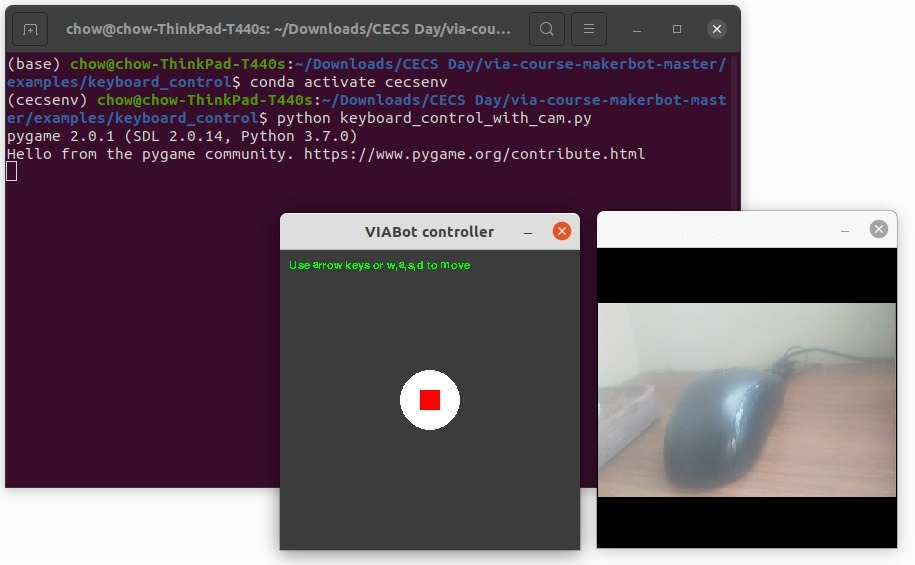 chow@chow-ThinkPad-T440s: ~/Downloads/CECS Day/via-cou...
(base) chow@chow-ThinkPad-T440s:~/Downloads/CECS Day/via-course-makerbot-master/
examples/keyboard_control$ conda activate cecsenv
(cecsenv) chow@chow-ThinkPad-T440s:~/Downloads/CECS Day/via-course-makerbot-mast
er/examples/keyboard_control$ python keyboard_control_with_cam.py
pygame 2.0.1 (SDL 2.0.14, Python 3.7.0)
Hello from the pygame community. https://www.pygame.org/contribute.html
VIABot controller
Use arrow keys or w,a,s,d to move